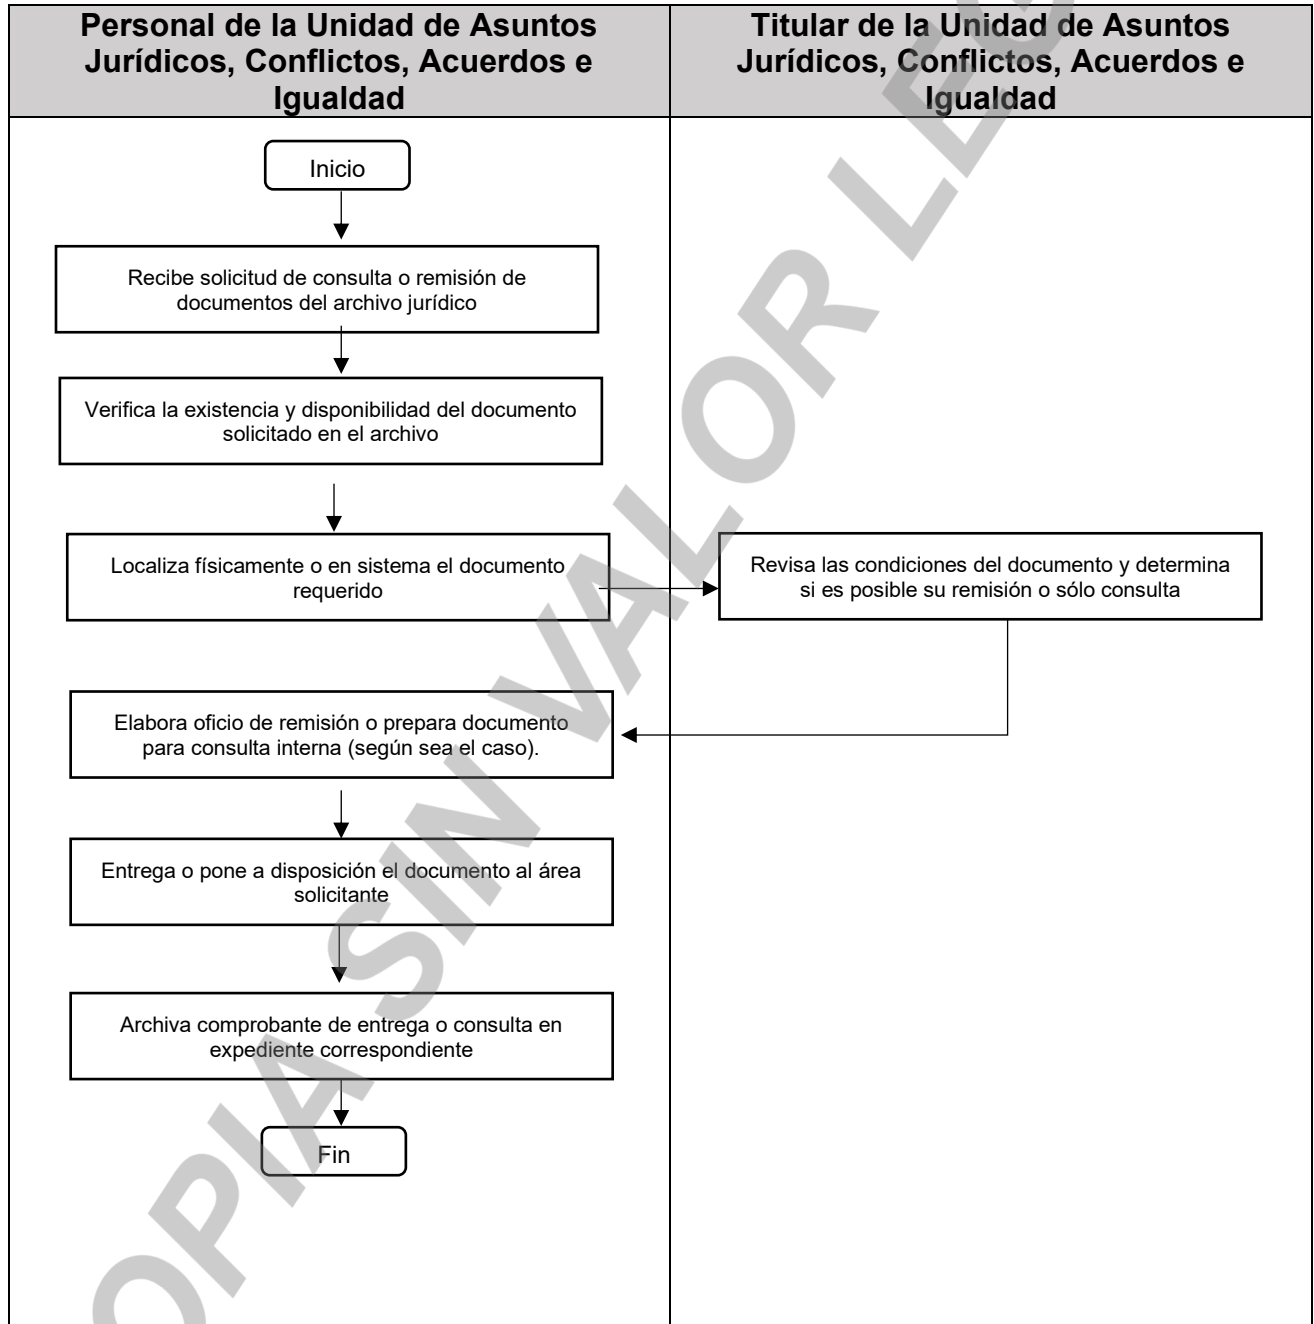 Personal de la Unidad de Asuntos
Jurídicos, Conflictos, Acuerdos e
Igualdad
Titular de la Unidad de Asuntos
Jurídicos, Conflictos, Acuerdos e
Igualdad
Inicio
Recibe solicitud de consulta o remisión de
documentos del archivo jurídico
Verifica la existencia y disponibilidad del documento
solicitado en el archivo
Localiza físicamente o en sistema el documento
requerido
Revisa las condiciones del documento y determina
si es posible su remisión o sólo consulta
Elabora oficio de remisión o prepara documento
para consulta interna (según sea el caso).
Entrega o pone a disposición el documento al área
solicitante
Archiva comprobante de entrega o consulta en
expediente correspondiente
Fin
OPIA SIN VALOR LEG